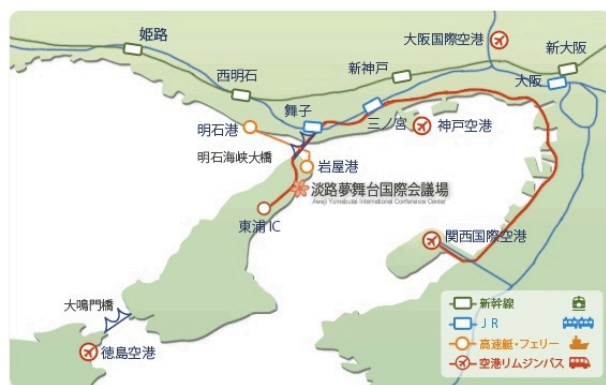 姫路
大阪国際空港
新大阪
西明石
新神戸
大阪
舞子
三ノ宮
神戸空港
明石港
明石海峡大橋
岩屋港
淡路夢舞台国際会議場
Awaji Yumebutai International Conference Center
東浦IC
関西国際空港
大鳴門橋
徳島空港
新幹線
JR
高速艇・フェリー
空港リムジンバス